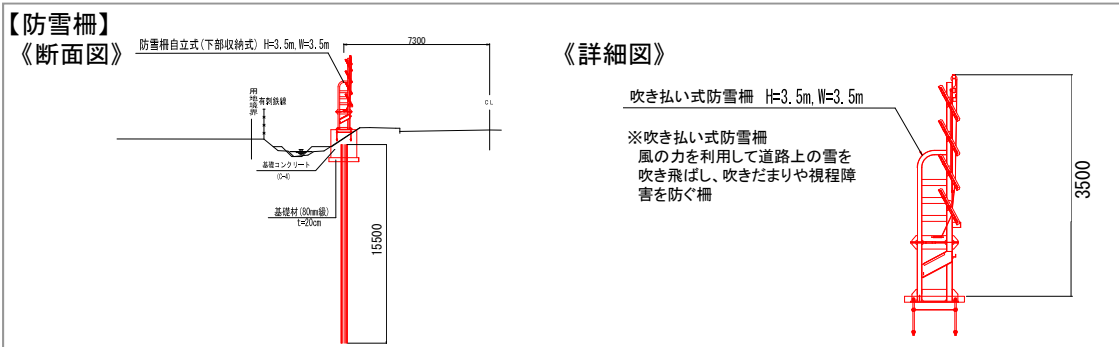 【防雪柵】
《断面図》
防雪柵自立式(下部収納式) H=3.5m,W=3.5m
7300
用地境界
有刺鉄線
CL
基礎コンクリート
(C-4)
基礎材(80mm級)
t=20cm
15500
《詳細図》
吹き払い式防雪柵 H=3.5m,W=3.5m
※吹き払い式防雪柵
風の力を利用して道路上の雪を
吹き飛ばし、吹きだまりや視程障
害を防ぐ柵
3500